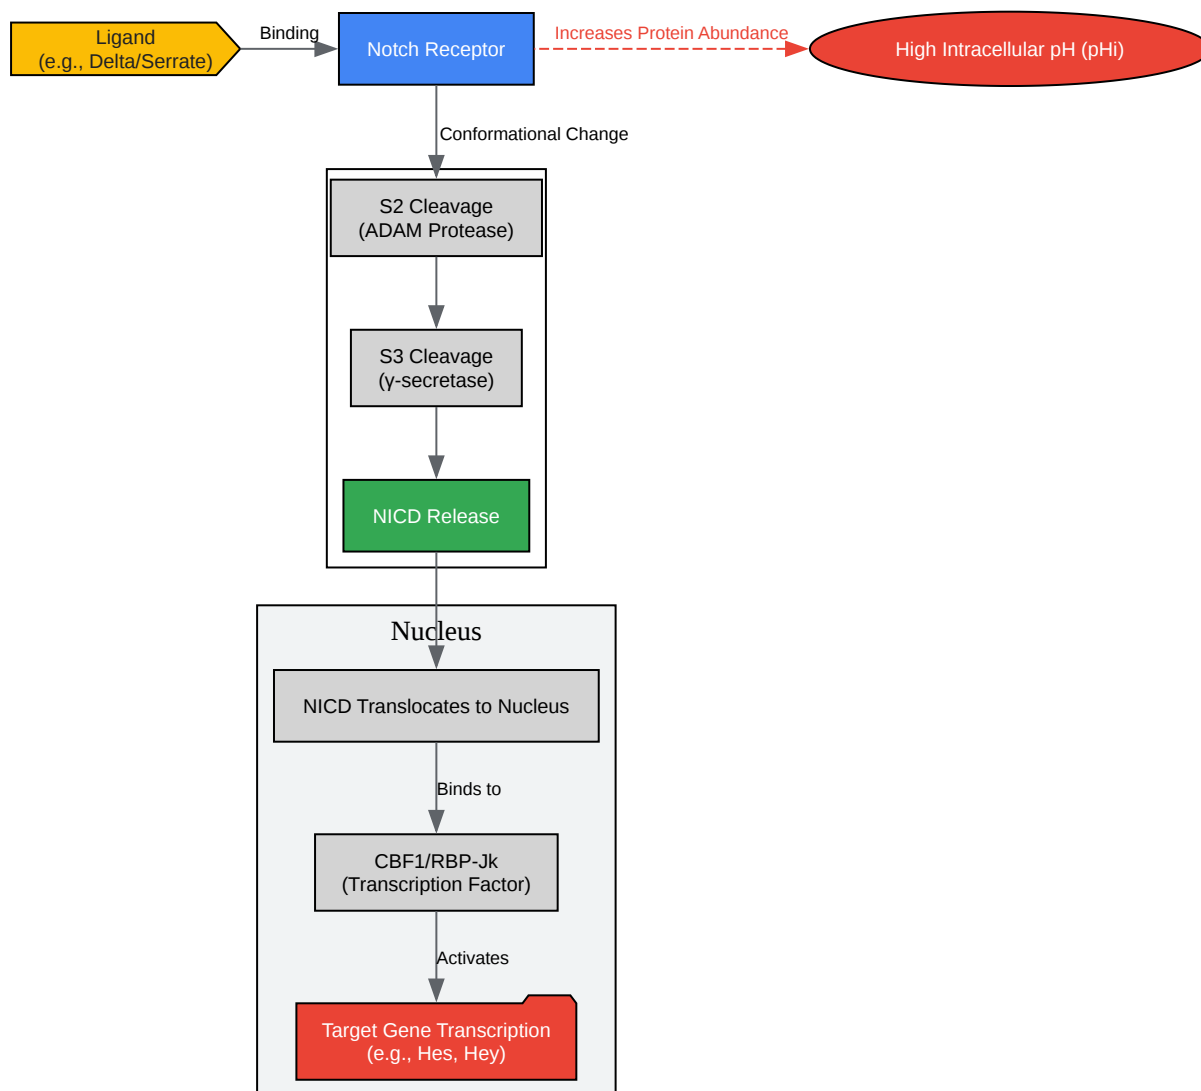 Ligand
(e.g., Delta/Serrate)
Binding
Notch Receptor
Increases Protein Abundance
High Intracellular pH (pHi)
Conformational Change
S2 Cleavage
(ADAM Protease)
S3 Cleavage
(γ-secretase)
NICD Release
Nucleus
NICD Translocates to Nucleus
Binds to
CBF1/RBP-Jk
(Transcription Factor)
Activates
Target Gene Transcription
(e.g., Hes, Hey)